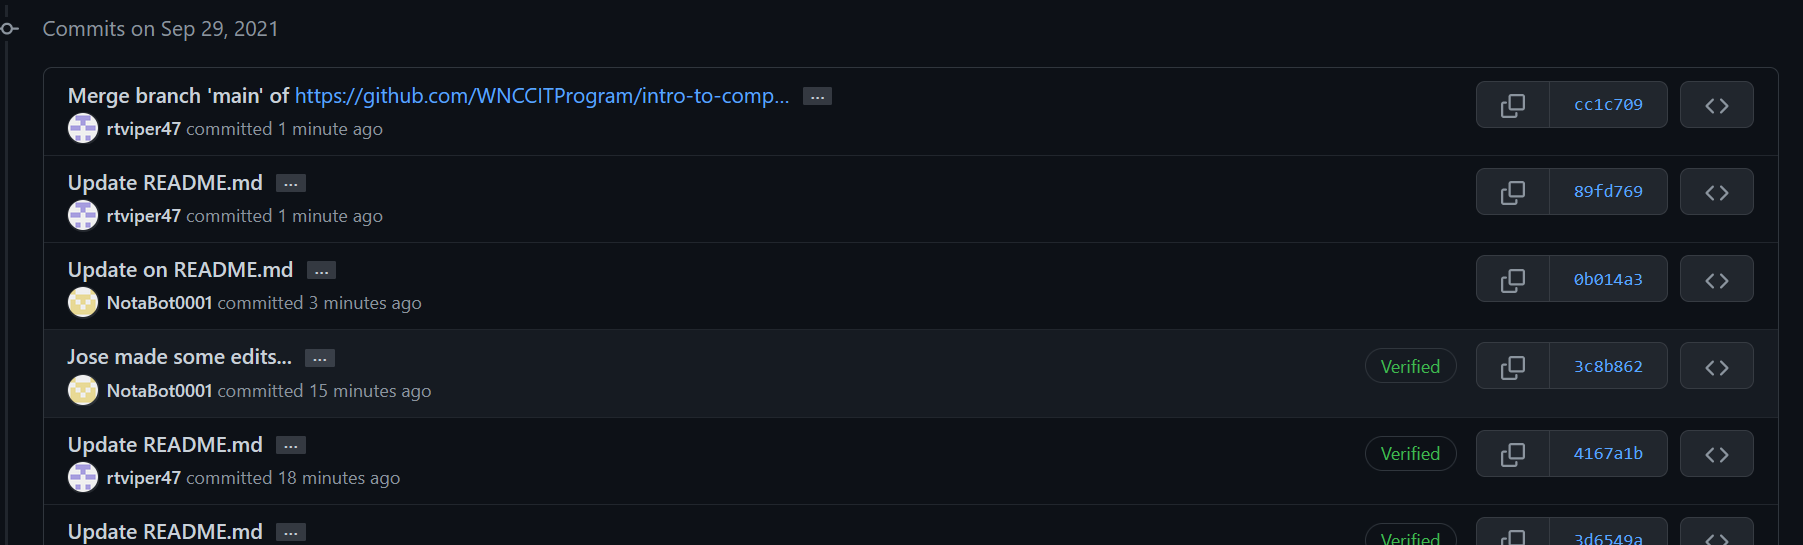 Commits on Sep 29, 2021
Merge branch 'main' of https://github.com/WNCCITProgram/intro-to-comp... ...
cc1c709
rtviper47 committed 1 minute ago
Update README.md ...
89fd769
rtviper47 committed 1 minute ago
Update on README.md ...
0b014a3
NotaBot0001 committed 3 minutes ago
Jose made some edits... ...
Verified 3c8b862
NotaBot0001 committed 15 minutes ago
Update README.md ...
Verified 4167a1b
rtviper47 committed 18 minutes ago
Update README.md ...
Verified 3d6549a